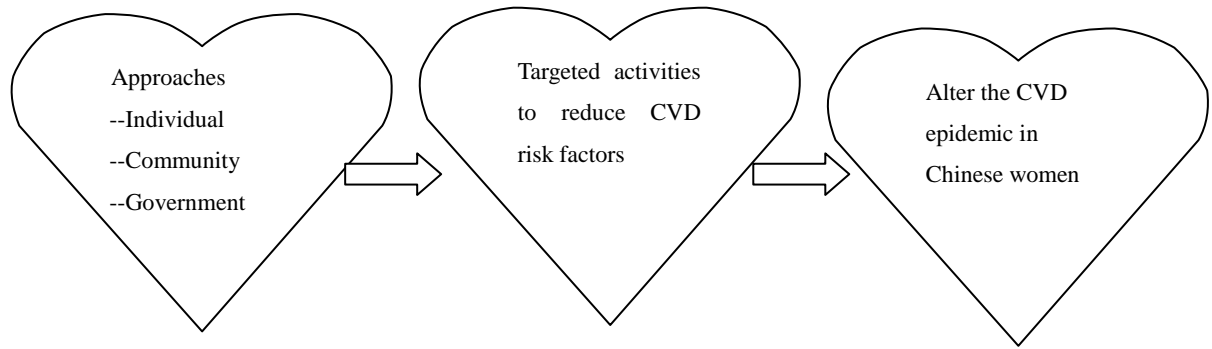 Approaches
--Individual
--Community
--Government
Targeted activities
to reduce CVD
risk factors
Alter the CVD
epidemic in
Chinese women